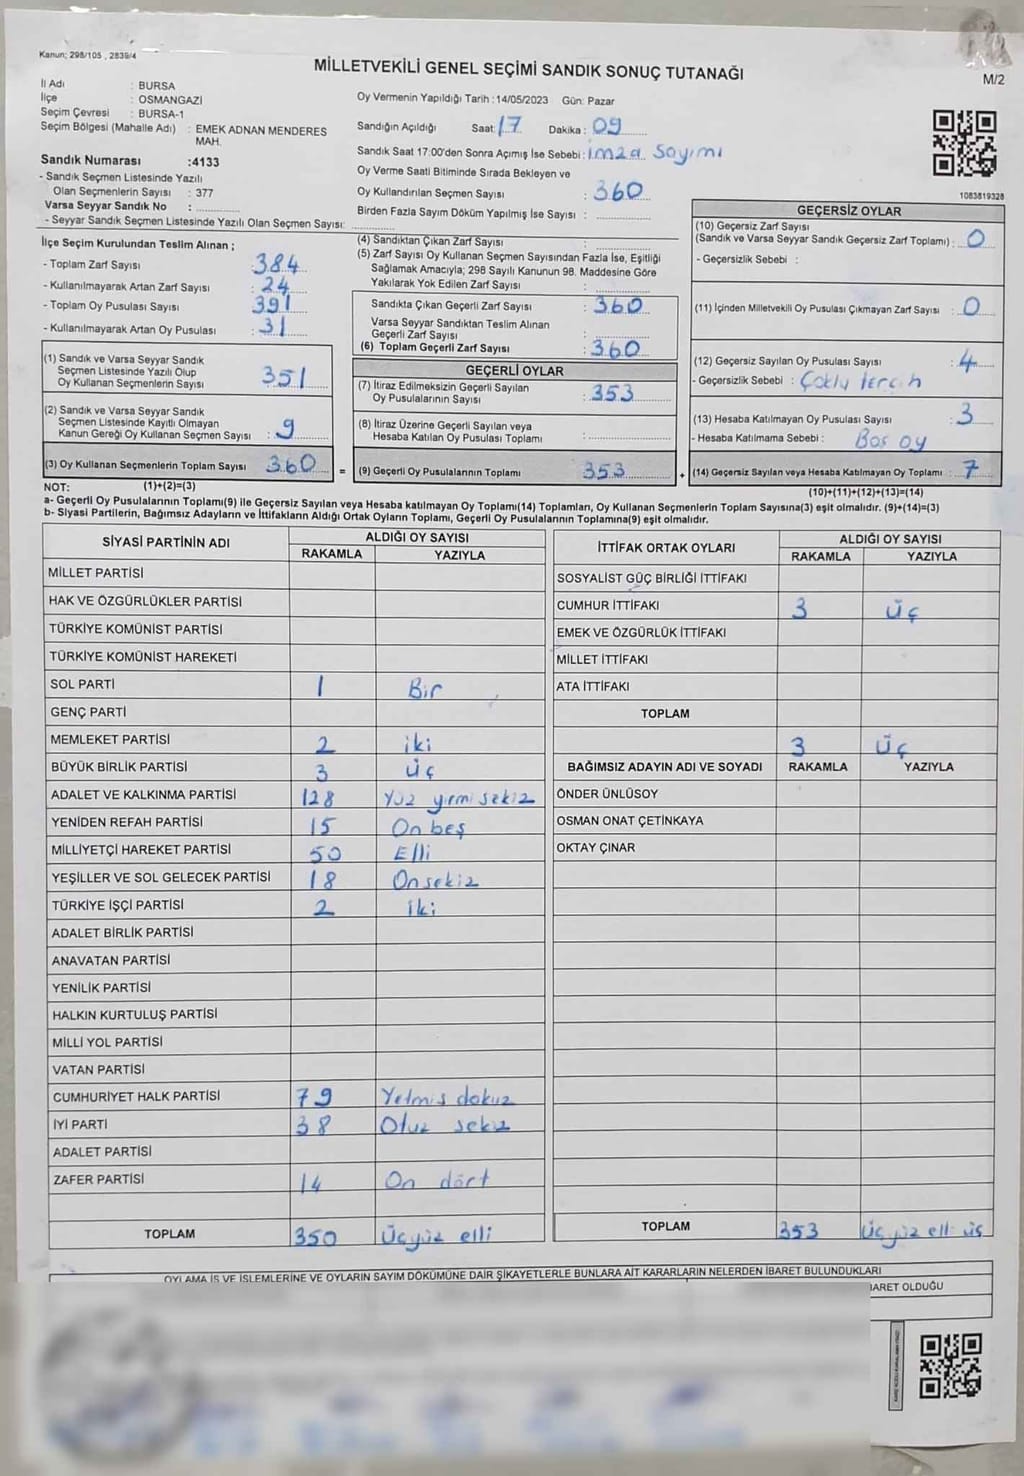 Kanun; 298/105 , 2839/4
MİLLETVEKİLİ GENEL SEÇİMİ SANDIK SONUÇ TUTANAĞI
M/2
İl Adı : BURSA
İlçe : OSMANGAZİ
Seçim Çevresi : BURSA-1
Seçim Bölgesi (Mahalle Adı) : EMEK ADNAN MENDERES
MAH.
Sandık Numarası :4133
- Sandık Seçmen Listesinde Yazılı
Olan Seçmenlerin Sayısı : 377
Varsa Seyyar Sandık No :
- Seyyar Sandık Seçmen Listesinde Yazılı Olan Seçmen Sayısı:
Oy Vermenin Yapıldığı Tarih :14/05/2023 Gün: Pazar
Sandığın Açıldığı Saat: 17 Dakika : 09
Sandık Saat 17:00'den Sonra Açımış İse Sebebi : imza sayımı
Oy Verme Saati Bitiminde Sırada Bekleyen ve
Oy Kullandırılan Seçmen Sayısı : 360
Birden Fazla Sayım Döküm Yapılmış İse Sayısı :
1083819328
İlçe Seçim Kurulundan Teslim Alınan ;
- Toplam Zarf Sayısı : 384
- Kullanılmayarak Artan Zarf Sayısı : 24
- Toplam Oy Pusulası Sayısı : 391
- Kullanılmayarak Artan Oy Pusulası : 31
(1) Sandık ve Varsa Seyyar Sandık
Seçmen Listesinde Yazılı Olup
Oy Kullanan Seçmenlerin Sayısı : 351
(2) Sandık ve Varsa Seyyar Sandık
Seçmen Listesinde Kayıtlı Olmayan
Kanun Gereği Oy Kullanan Seçmen Sayısı : 9
(3) Oy Kullanan Seçmenlerin Toplam Sayısı : 360
(4) Sandıktan Çıkan Zarf Sayısı :
(5) Zarf Sayısı Oy Kullanan Seçmen Sayısından Fazla İse, Eşitliği
Sağlamak Amacıyla; 298 Sayılı Kanunun 98. Maddesine Göre
Yakılarak Yok Edilen Zarf Sayısı :
Sandıkta Çıkan Geçerli Zarf Sayısı : 360
Varsa Seyyar Sandıktan Teslim Alınan
Geçerli Zarf Sayısı :
(6) Toplam Geçerli Zarf Sayısı : 360
GEÇERLİ OYLAR
(7) İtiraz Edilmeksizin Geçerli Sayılan
Oy Pusulalarının Sayısı : 353
(8) İtiraz Üzerine Geçerli Sayılan veya
Hesaba Katılan Oy Pusulası Toplamı :
= (9) Geçerli Oy Pusulalarının Toplamı 353 +
GEÇERSİZ OYLAR
(10) Geçersiz Zarf Sayısı
(Sandık ve Varsa Seyyar Sandık Geçersiz Zarf Toplamı) : 0
- Geçersizlik Sebebi :
(11) İçinden Milletvekili Oy Pusulası Çıkmayan Zarf Sayısı : 0
(12) Geçersiz Sayılan Oy Pusulası Sayısı : 4
- Geçersizlik Sebebi : Çoklu tercih
(13) Hesaba Katılmayan Oy Pusulası Sayısı : 3
- Hesaba Katılmama Sebebi : Boş oy
(14) Geçersiz Sayılan veya Hesaba Katılmayan Oy Toplamı : 7
NOT: (1)+(2)=(3)
(10)+(11)+(12)+(13)=(14)
a- Geçerli Oy Pusulalarının Toplamı(9) ile Geçersiz Sayılan veya Hesaba katılmayan Oy Toplamı(14) Toplamları, Oy Kullanan Seçmenlerin Toplam Sayısına(3) eşit olmalıdır. (9)+(14)=(3)
b- Siyasi Partilerin, Bağımsız Adayların ve İttifakların Aldığı Ortak Oyların Toplamı, Geçerli Oy Pusulalarının Toplamına(9) eşit olmalıdır.
SİYASİ PARTİNİN ADI ALDIĞI OY SAYISI
RAKAMLA YAZIYLA
MİLLET PARTİSİ
HAK VE ÖZGÜRLÜKLER PARTİSİ
TÜRKİYE KOMÜNİST PARTİSİ
TÜRKİYE KOMÜNİST HAREKETİ
SOL PARTİ 1 Bir
GENÇ PARTİ
MEMLEKET PARTİSİ 2 iki
BÜYÜK BİRLİK PARTİSİ 3 üç
ADALET VE KALKINMA PARTİSİ 128 Yüz yirmi sekiz
YENİDEN REFAH PARTİSİ 15 On beş
MİLLİYETÇİ HAREKET PARTİSİ 50 Elli
YEŞİLLER VE SOL GELECEK PARTİSİ 18 Onsekiz
TÜRKİYE İŞÇİ PARTİSİ 2 iki
ADALET BİRLİK PARTİSİ
ANAVATAN PARTİSİ
YENİLİK PARTİSİ
HALKIN KURTULUŞ PARTİSİ
MİLLİ YOL PARTİSİ
VATAN PARTİSİ
CUMHURİYET HALK PARTİSİ 79 Yetmiş dokuz
İYİ PARTİ 38 Otuz sekiz
ADALET PARTİSİ
ZAFER PARTİSİ 14 On dört
TOPLAM 350 Üçyüz elli
İTTİFAK ORTAK OYLARI ALDIĞI OY SAYISI
RAKAMLA YAZIYLA
SOSYALİST GÜÇ BİRLİĞİ İTTİFAKI
CUMHUR İTTİFAKI 3 Üç
EMEK VE ÖZGÜRLÜK İTTİFAKI
MİLLET İTTİFAKI
ATA İTTİFAKI
TOPLAM
3 Üç
BAĞIMSIZ ADAYIN ADI VE SOYADI RAKAMLA YAZIYLA
ÖNDER ÜNLÜSOY
OSMAN ONAT ÇETİNKAYA
OKTAY ÇINAR
TOPLAM 353 Üçyüz elli üç
OYLAMA İŞ VE İŞLEMLERİNE VE OYLARIN SAYIM DÖKÜMÜNE DAİR ŞİKAYETLERLE BUNLARA AİT KARARLARIN NELERDEN İBARET BULUNDUKLARI
BARET OLDUĞU